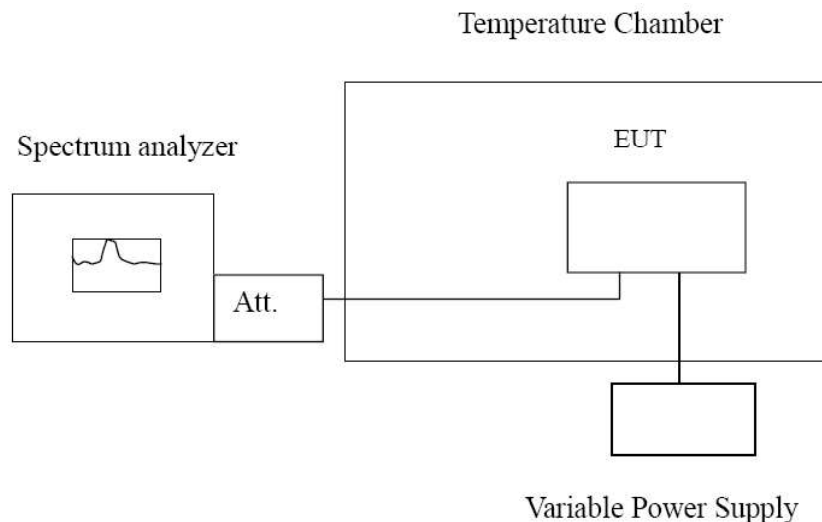 Temperature Chamber
Spectrum analyzer
EUT
Att.
Variable Power Supply